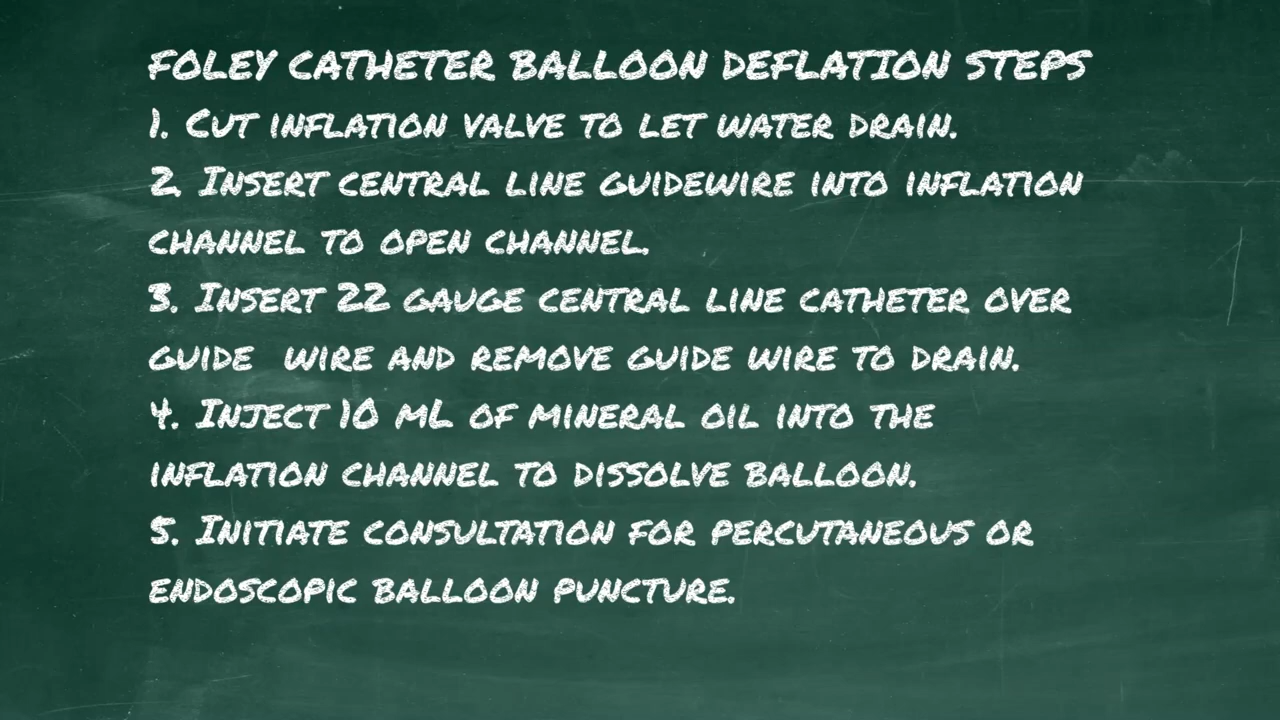 FOLEY CATHETER BALLOON DEFLATION STEPS
1. CUT INFLATION VALVE TO LET WATER DRAIN.
2. INSERT CENTRAL LINE GUIDEWIRE INTO INFLATION
CHANNEL TO OPEN CHANNEL.
3. INSERT 22 GAUGE CENTRAL LINE CATHETER OVER
GUIDE  WIRE AND REMOVE GUIDE WIRE TO DRAIN.
4. INJECT 10 mL OF MINERAL OIL INTO THE
INFLATION CHANNEL TO DISSOLVE BALLOON.
5. INITIATE CONSULTATION FOR PERCUTANEOUS OR
ENDOSCOPIC BALLOON PUNCTURE.